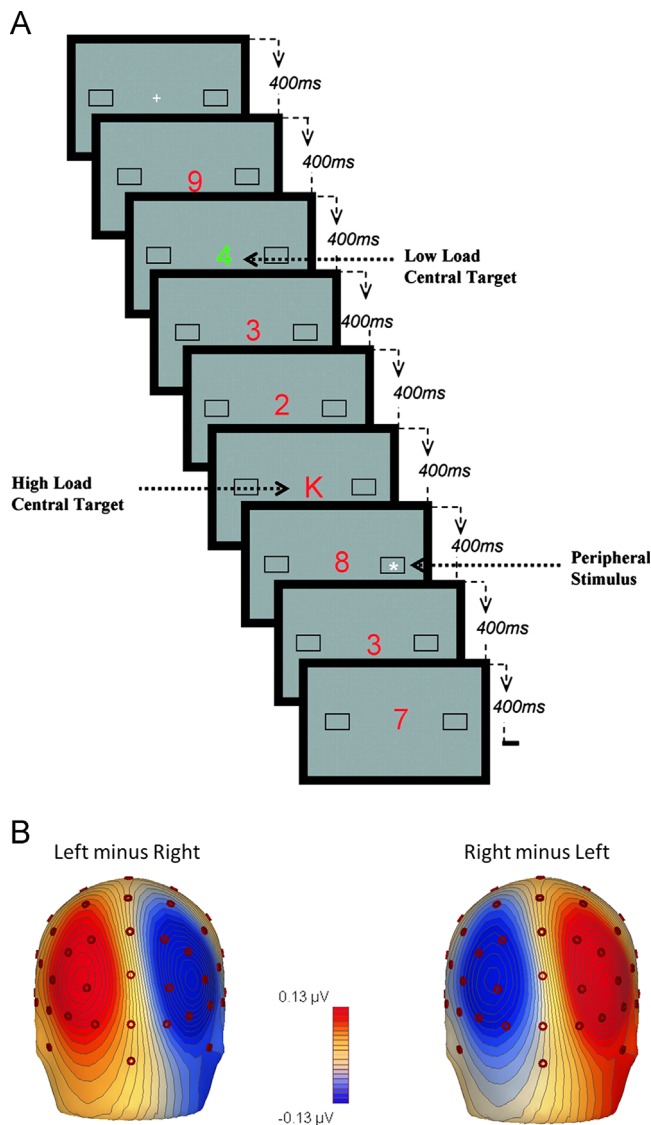 A
+
400ms
9
400ms
4
400ms
Low Load
Central Target
3
400ms
2
400ms
High Load
Central Target
K
400ms
8
*
400ms
Peripheral
Stimulus
3
400ms
7
400ms
B
Left minus Right
Right minus Left
0.13 µV
-0.13 µV